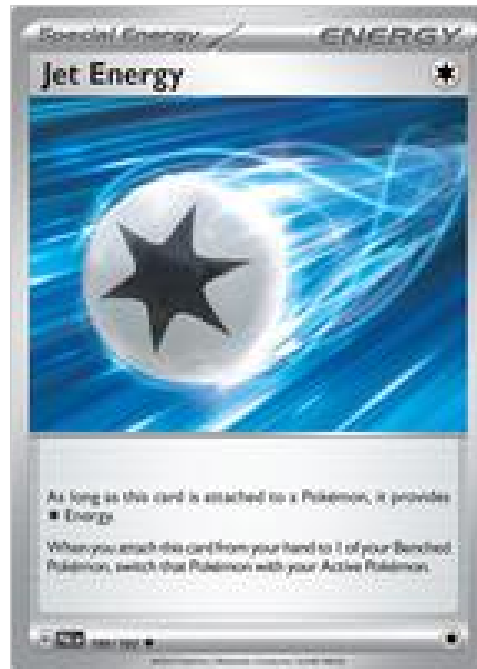 Special Energy ENERGY
Jet Energy
As long as this card is attached to a Pokémon, it provides
Energy.
When you attach this card from your hand to 1 of your Benched
Pokémon, switch that Pokémon with your Active Pokémon.